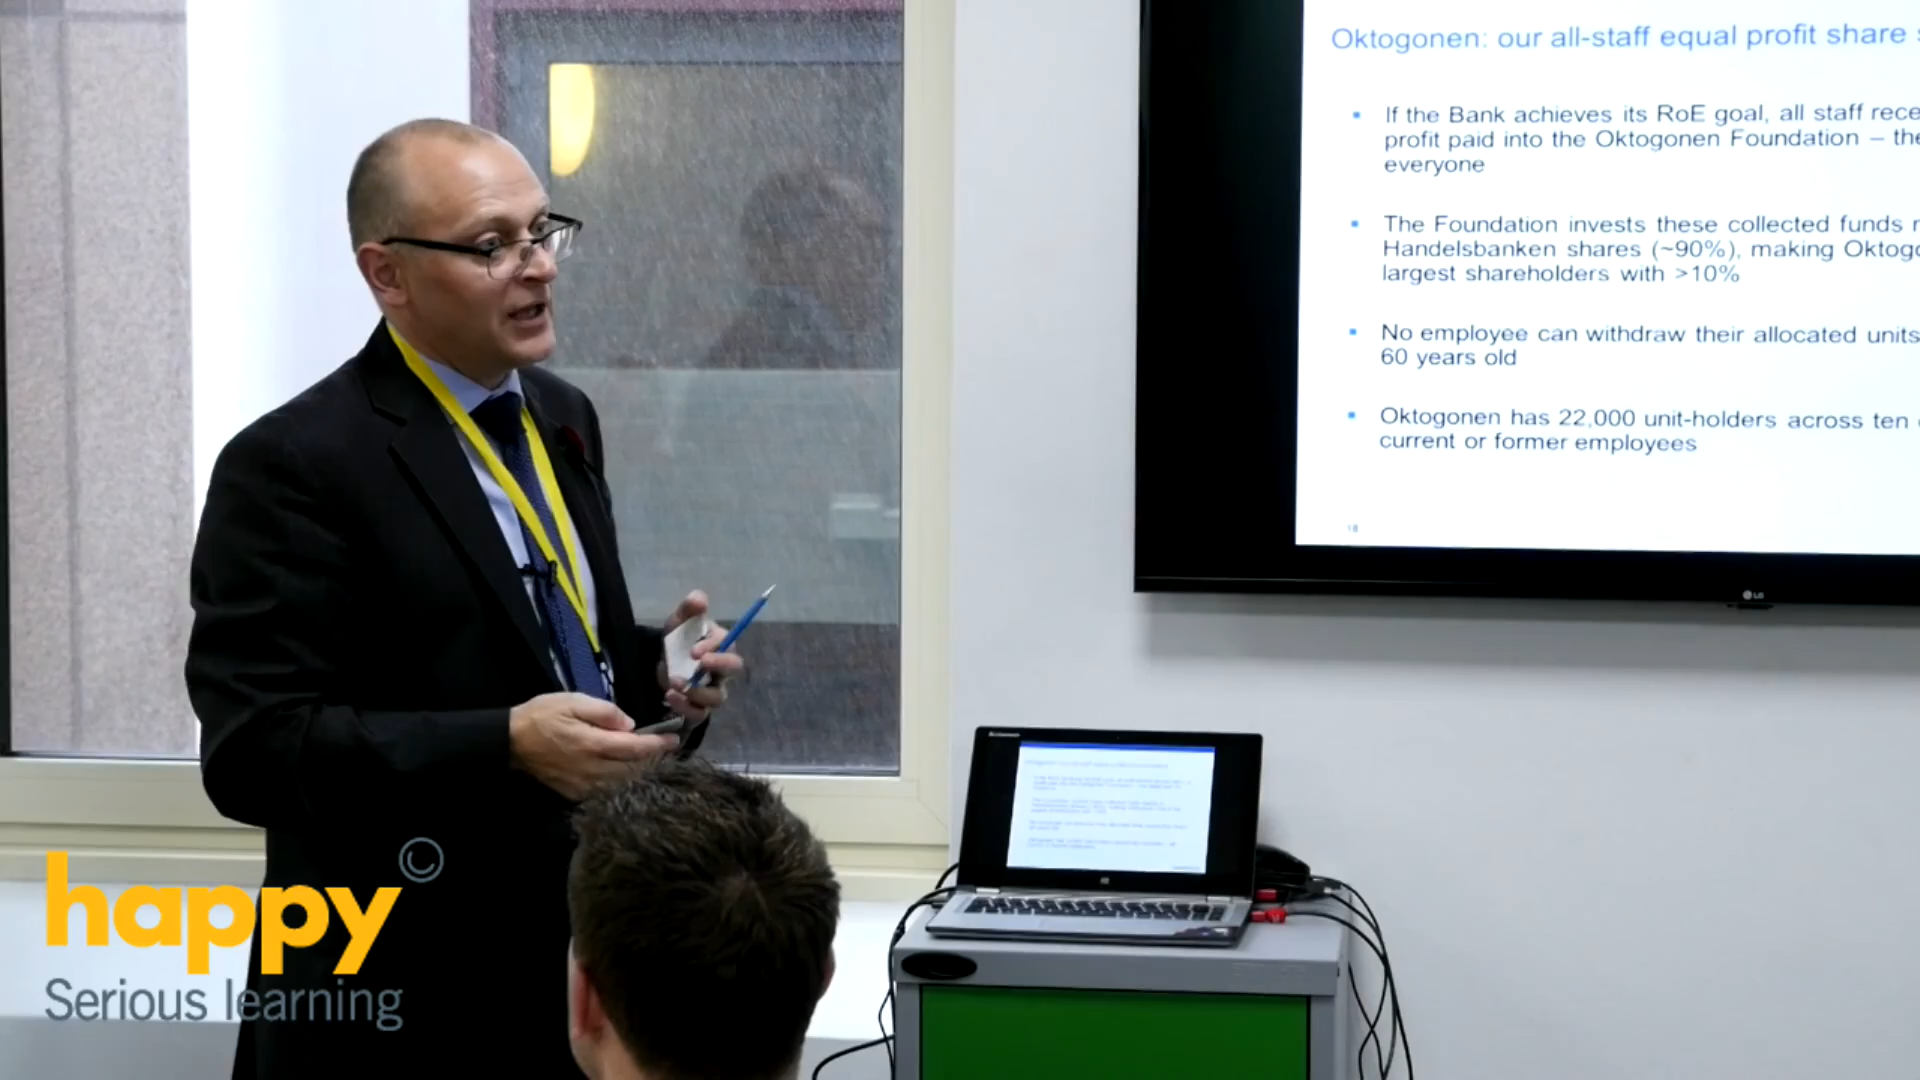 Oktogonen: our all-staff equal profit share
If the Bank achieves its RoE goal, all staff rece
profit paid into the Oktogonen Foundation – the
everyone
The Foundation invests these collected funds
Handelsbanken shares (~90%), making Oktogo
largest shareholders with >10%
No employee can withdraw their allocated units
60 years old
Oktogonen has 22,000 unit-holders across ten
current or former employees
18
LG
happy
Serious learning